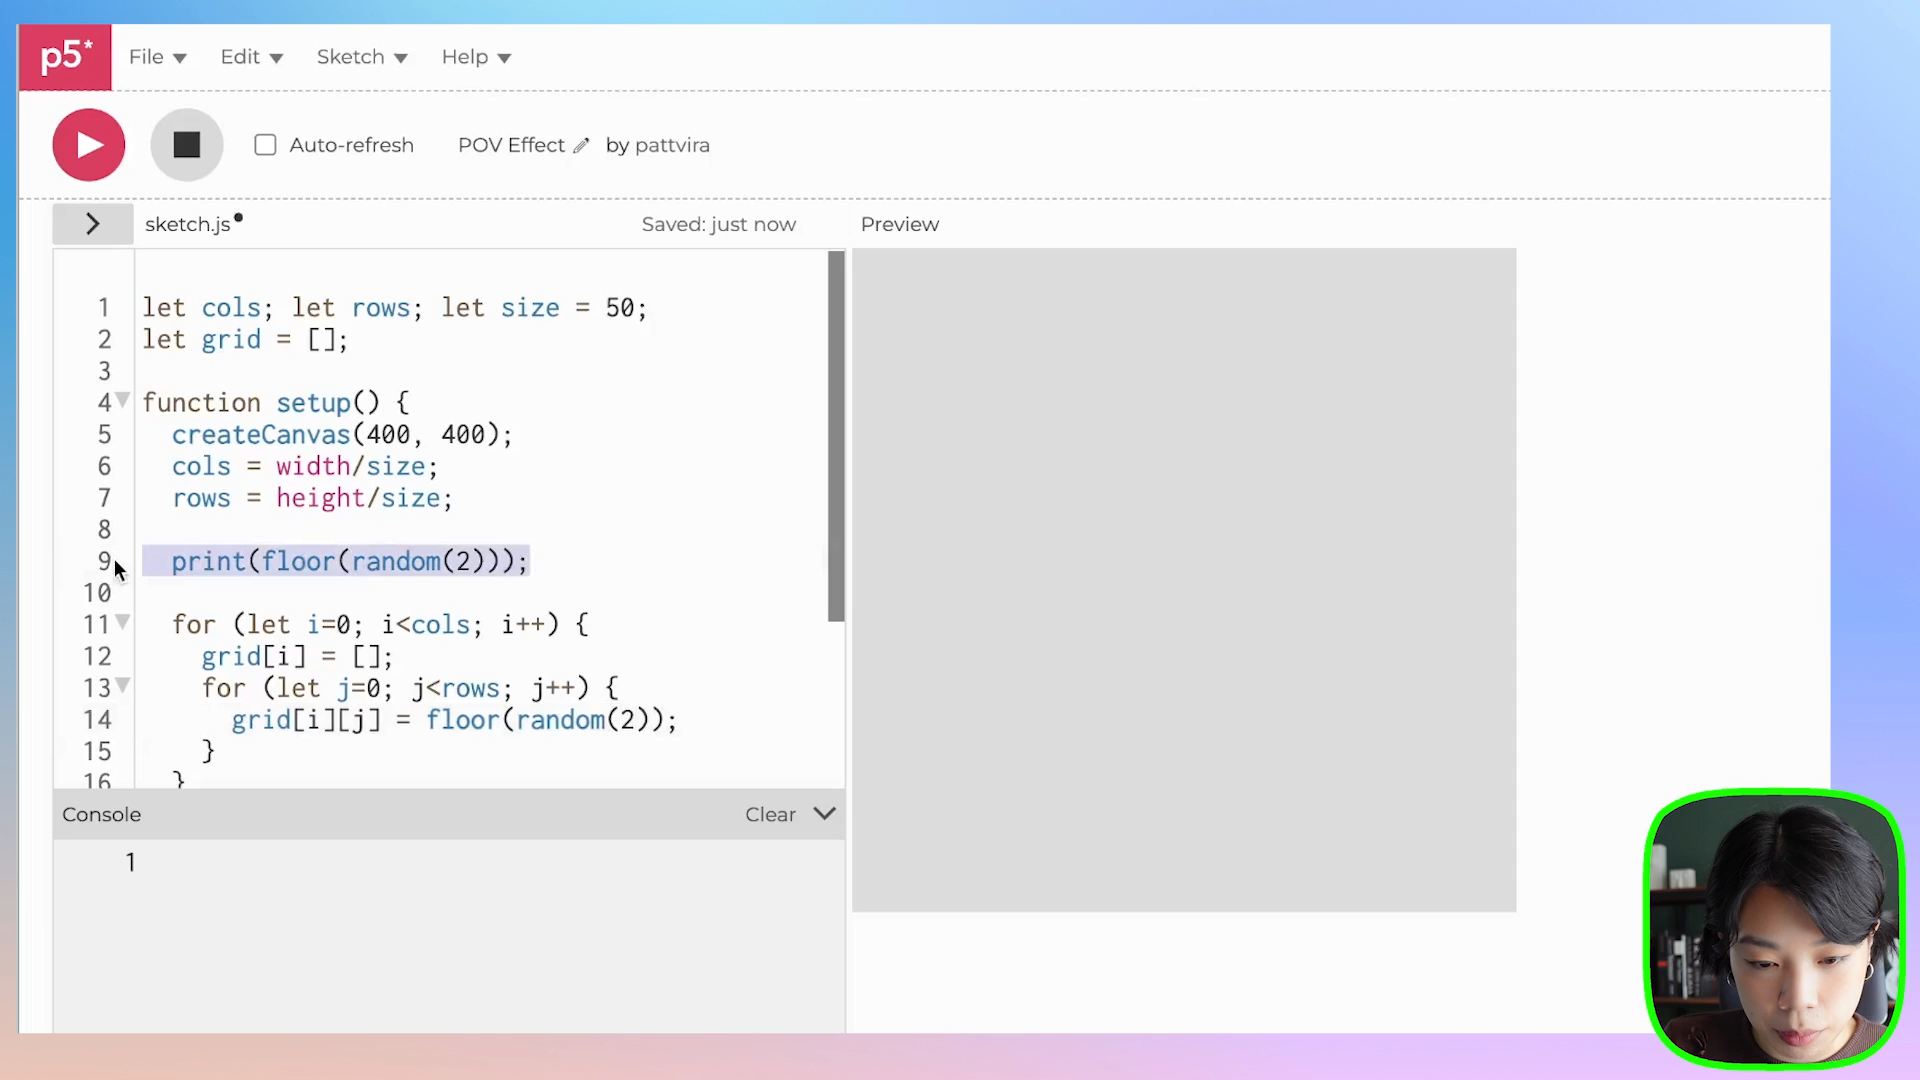 p5* File Edit Sketch Help
Auto-refresh POV Effect by pattvira
sketch.js Saved: just now Preview
1 let cols; let rows; let size = 50;
2 let grid = [];
3
4 function setup() {
5 createCanvas(400, 400);
6 cols = width/size;
7 rows = height/size;
8
9 print(floor(random(2)));
10
11 for (let i=0; i<cols; i++) {
12 grid[i] = [];
13 for (let j=0; j<rows; j++) {
14 grid[i][j] = floor(random(2));
15 }
16 }
Console Clear
1